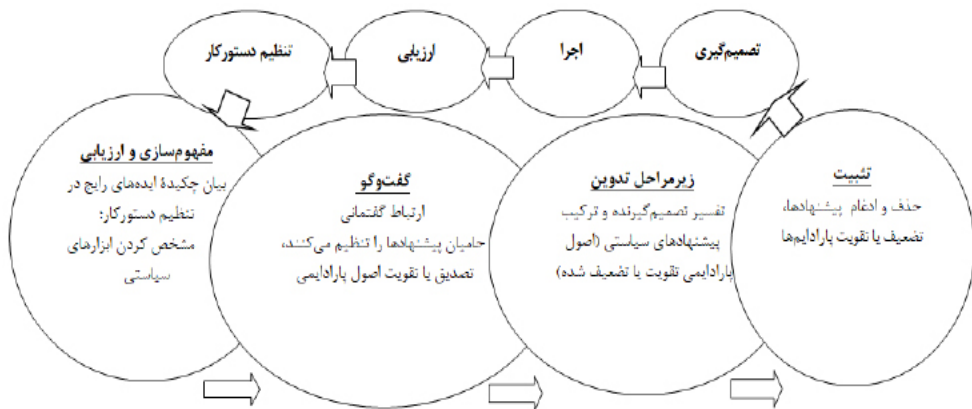 تصمیم‌گیری
اجرا
ارزیابی
تنظیم دستورکار
مفهوم‌سازی و ارزیابی
بیان چکیدهٔ ایده‌های رایج در
تنظیم دستورکار؛
مشخص کردن ابزارهای
سیاستی
گفت‌وگو
ارتباط گفتمانی
حامیان پیشنهادها را تنظیم می‌کنند،
تصدیق یا تقویت اصول پارادایمی
زیرمراحل تدوین
تفسیر تصمیم‌گیرنده و ترکیب
پیشنهادهای سیاستی (اصول
پارادایمی تقویت یا تضعیف شده)
تثبیت
حذف و ادغام پیشنهادها،
تضعیف یا تقویت پارادایم‌ها